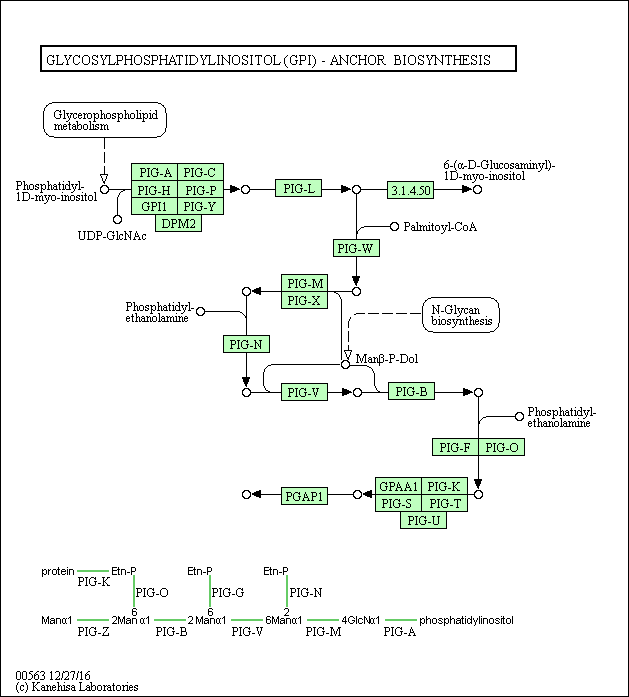 GLYCOSYLPHOSPHATIDYLINOSITOL (GPI) - ANCHOR BIOSYNTHESIS
Glycerophospholipid
metabolism
Phosphatidyl-
1D-myo-inositol
UDP-GlcNAc
PIG-A
PIG-C
PIG-H
PIG-P
GPI1
PIG-Y
DPM2
PIG-L
3.1.4.50
6-(α-D-Glucosaminyl)-
1D-myo-inositol
Palmitoyl-CoA
PIG-W
PIG-M
PIG-X
Phosphatidyl-
ethanolamine
N-Glycan
biosynthesis
PIG-N
Manβ-P-Dol
PIG-V
PIG-B
Phosphatidyl-
ethanolamine
PIG-F
PIG-O
PGAP1
GPAA1
PIG-K
PIG-S
PIG-T
PIG-U
protein
Etn-P
Etn-P
Etn-P
PIG-K
PIG-O
PIG-G
PIG-N
6
6
2
Manα1
2Manα1
2
Manα1
6Manα1
4GlcNα1
phosphatidylinositol
PIG-Z
PIG-B
PIG-V
PIG-M
PIG-A
00563 12/27/16
(c) Kanehisa Laboratories